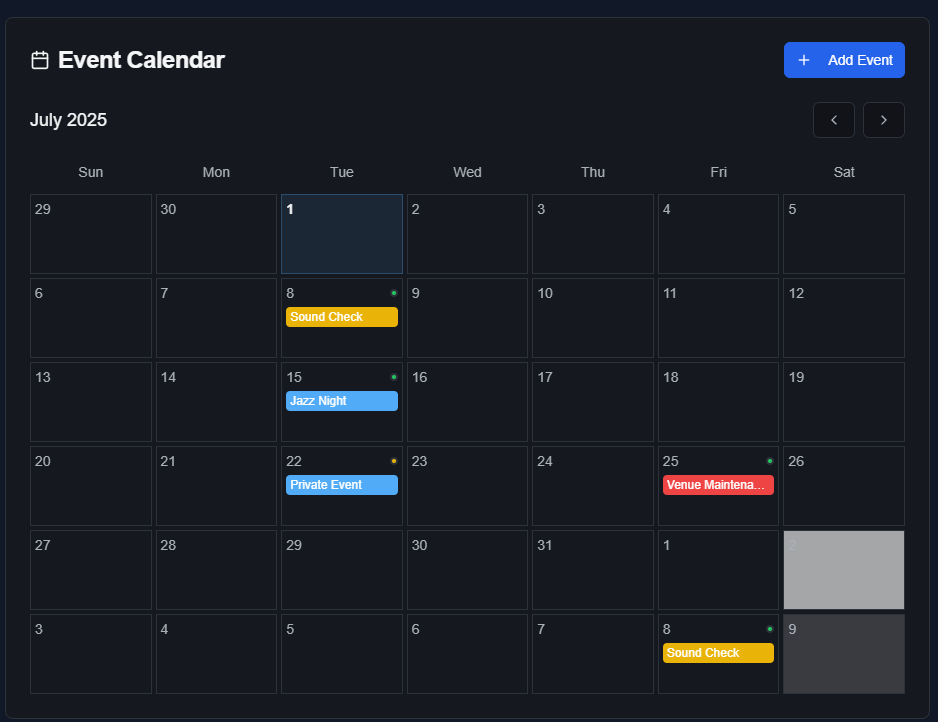 Event Calendar
Add Event
July 2025
Sun Mon Tue Wed Thu Fri Sat
29 30 1 2 3 4 5
6 7 8 9 10 11 12
Sound Check
13 14 15 16 17 18 19
Jazz Night
20 21 22 23 24 25 26
Private Event Venue Maintena...
27 28 29 30 31 1 2
3 4 5 6 7 8 9
Sound Check